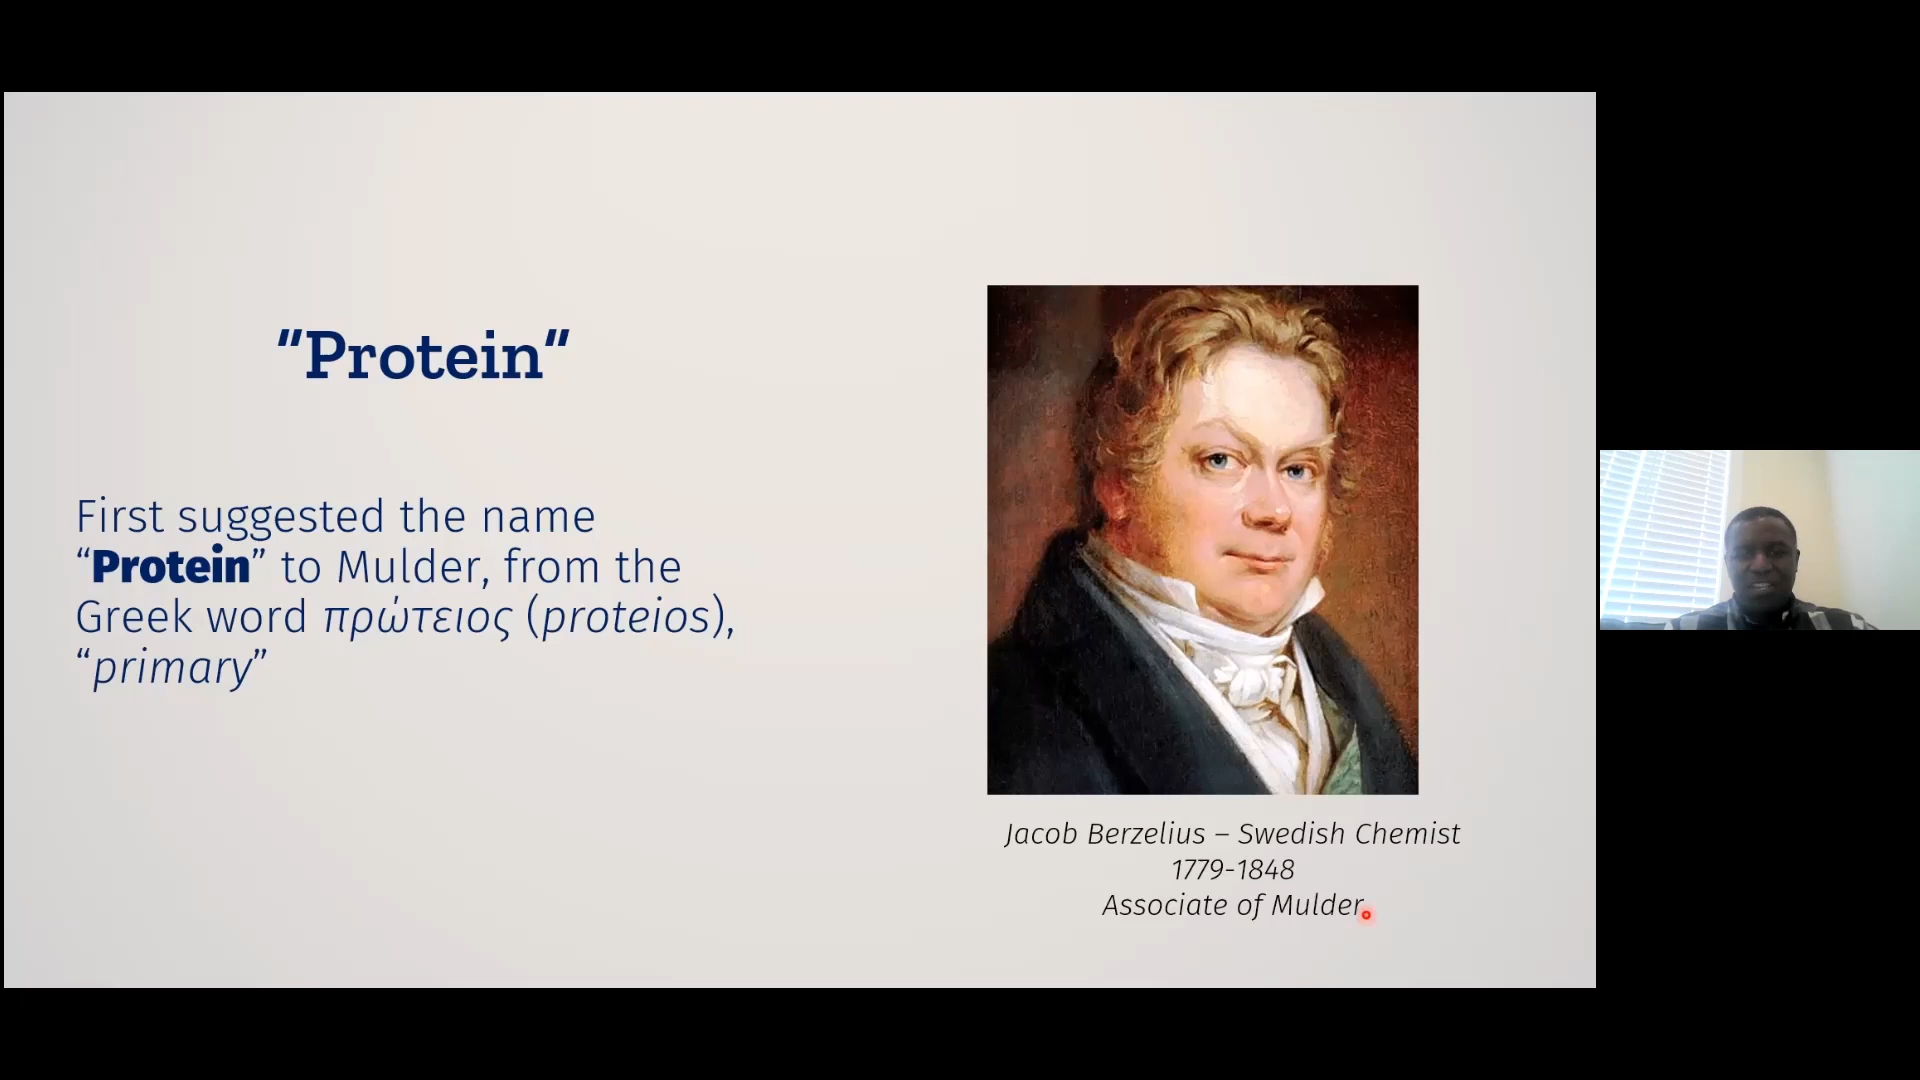 "Protein"
First suggested the name
“Protein” to Mulder, from the
Greek word πρώτειος (proteios),
“primary”
Jacob Berzelius – Swedish Chemist
1779-1848
Associate of Mulder